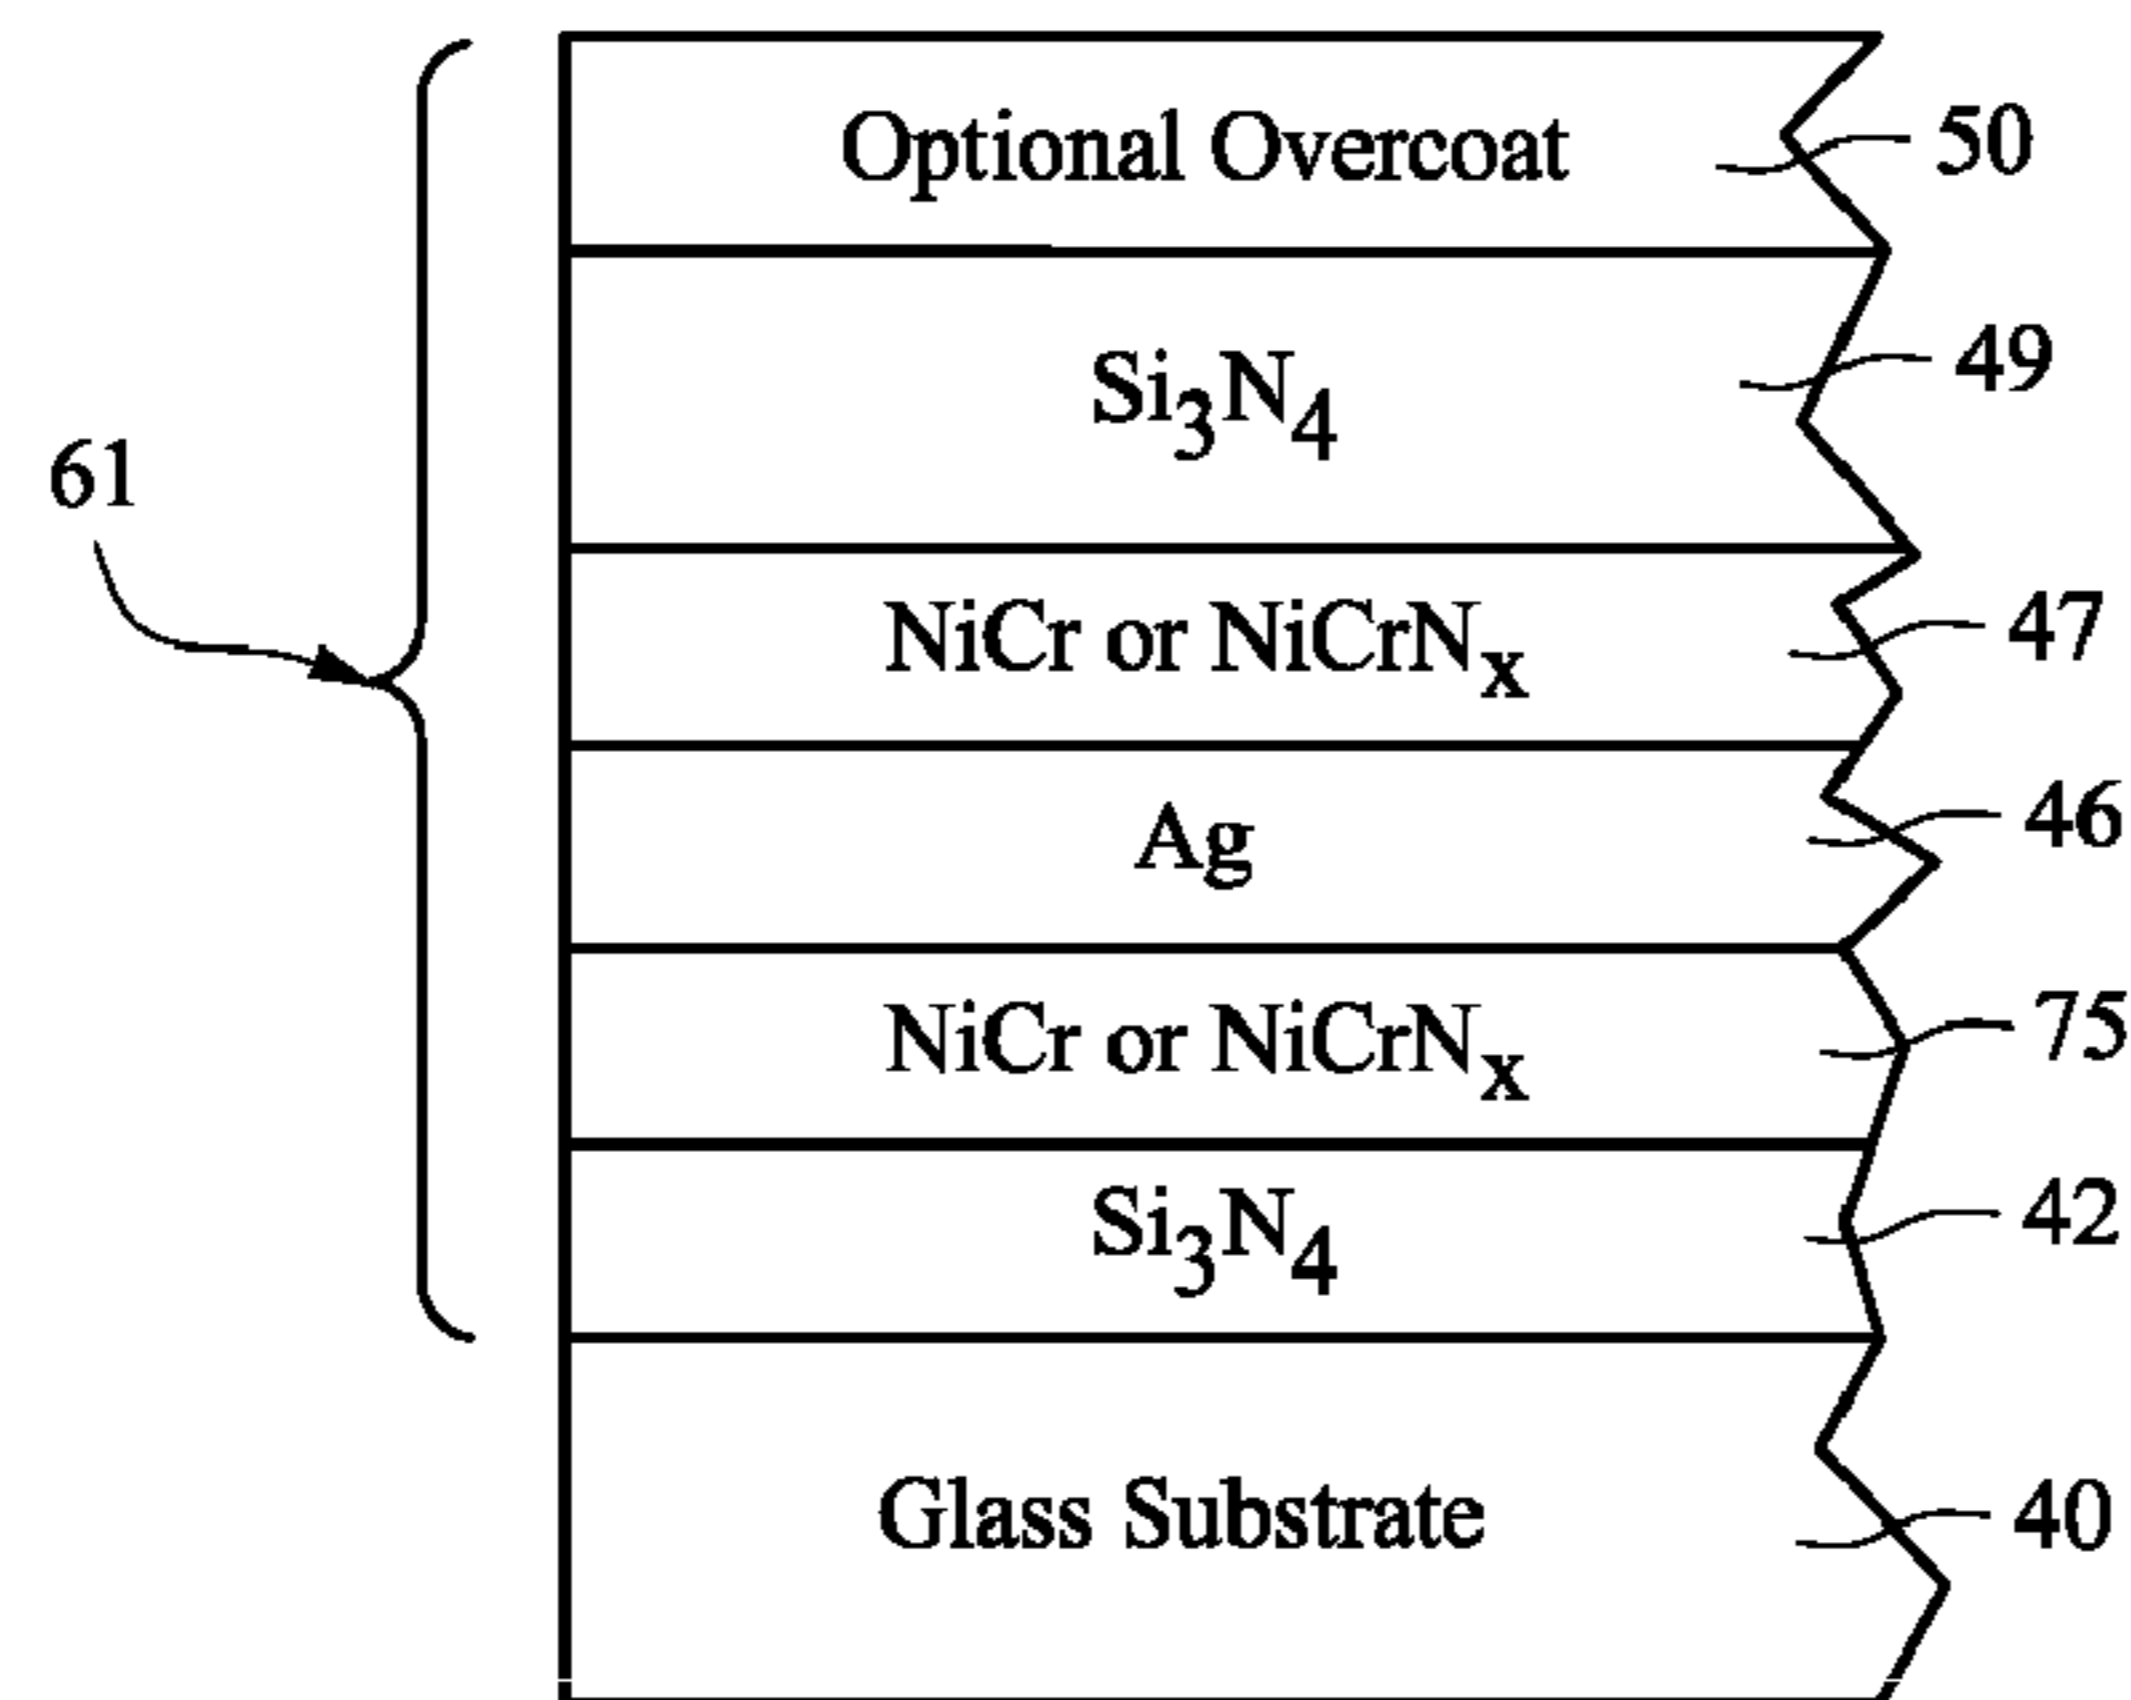 Optional Overcoat 50
Si₃N₄ 49
61
NiCr or NiCrNₓ 47
Ag 46
NiCr or NiCrNₓ 75
Si₃N₄ 42
Glass Substrate 40